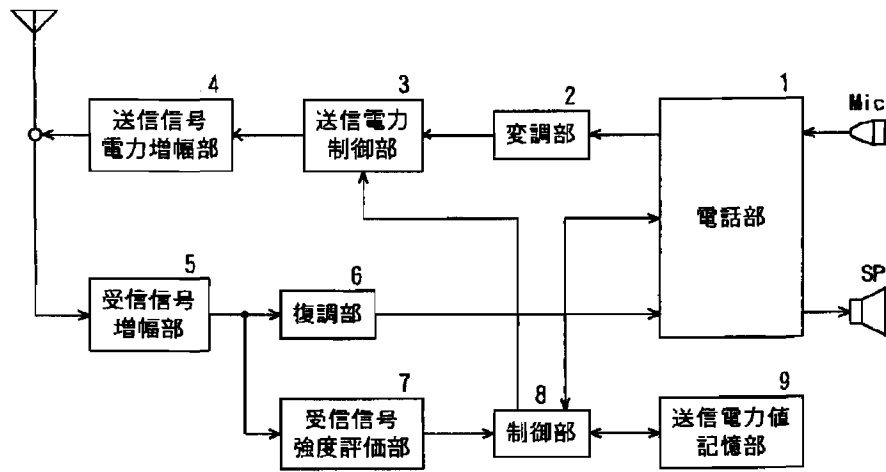 4
送信信号
電力増幅部
3
送信電力
制御部
2
変調部
1
電話部
Mic
SP
5
受信信号
増幅部
6
復調部
7
受信信号
強度評価部
8
制御部
9
送信電力値
記憶部